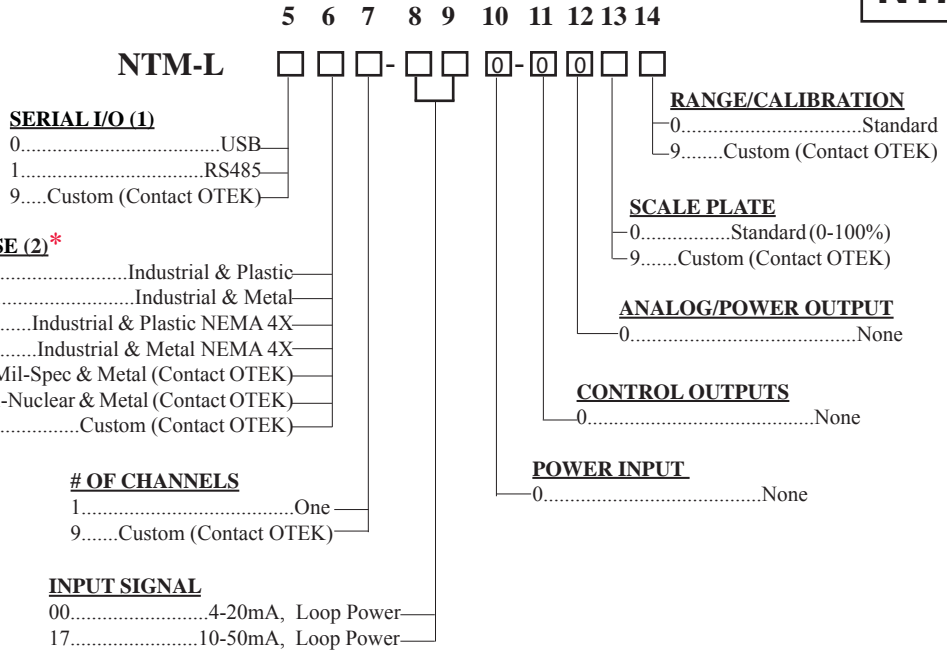 5 6 7 8 9 10 11 12 13 14
NTM-L □ □ □ - □ □ 0 - 0 0 □ □
SERIAL I/O (1)
0......................................USB
1...................................RS485
9.....Custom (Contact OTEK)
SE (2)*
........................Industrial & Plastic
.........................Industrial & Metal
......Industrial & Plastic NEMA 4X
.......Industrial & Metal NEMA 4X
Mil-Spec & Metal (Contact OTEK)
-Nuclear & Metal (Contact OTEK)
...............Custom (Contact OTEK)
# OF CHANNELS
1........................................One
9.......Custom (Contact OTEK)
INPUT SIGNAL
00..........................4-20mA, Loop Power
17........................10-50mA, Loop Power
RANGE/CALIBRATION
0..................................Standard
9........Custom (Contact OTEK)
SCALE PLATE
0.................Standard (0-100%)
9.......Custom (Contact OTEK)
ANALOG/POWER OUTPUT
0...........................................None
CONTROL OUTPUTS
0...........................................None
POWER INPUT
0.........................................None